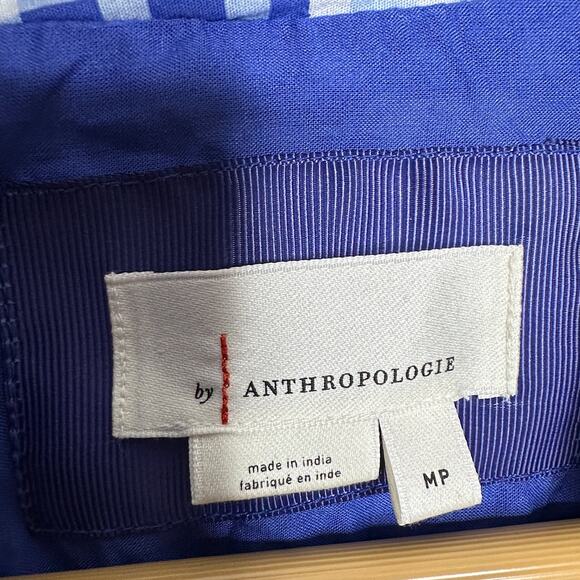 by ANTHROPOLOGIE
made in india
fabriqué en inde
MP